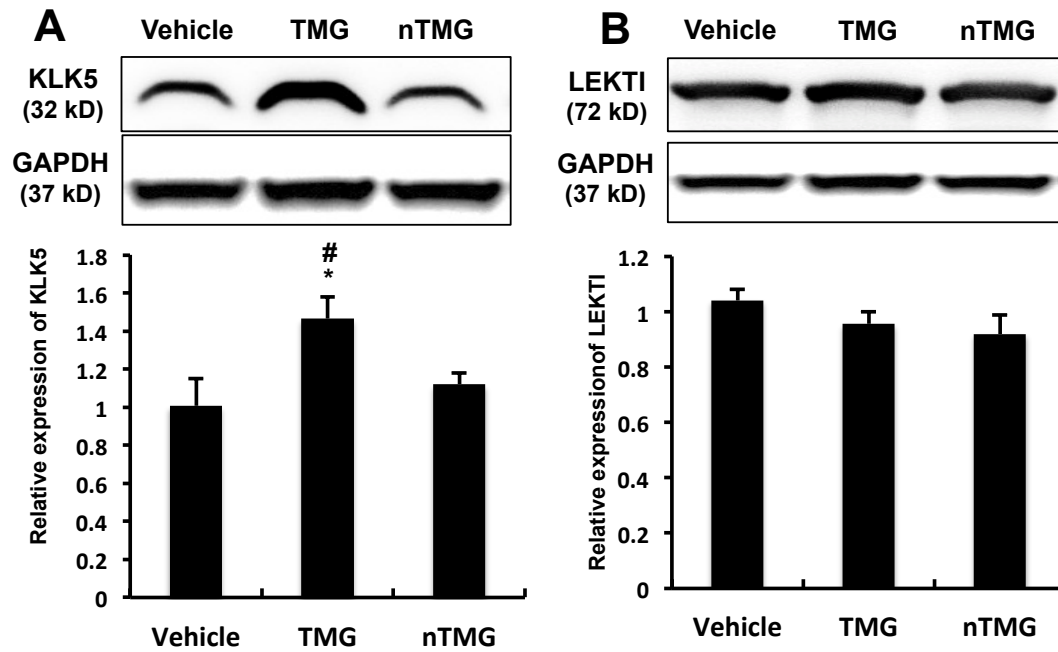 A
Vehicle TMG nTMG
KLK5
(32 kD)
GAPDH
(37 kD)
Relative expression of KLK5
1.8
1.6
1.4
1.2
1
0.8
0.6
0.4
0.2
0
#
*
Vehicle TMG nTMG
B
Vehicle TMG nTMG
LEKTI
(72 kD)
GAPDH
(37 kD)
Relative expressionof LEKTI
1.2
1
0.8
0.6
0.4
0.2
0
Vehicle TMG nTMG